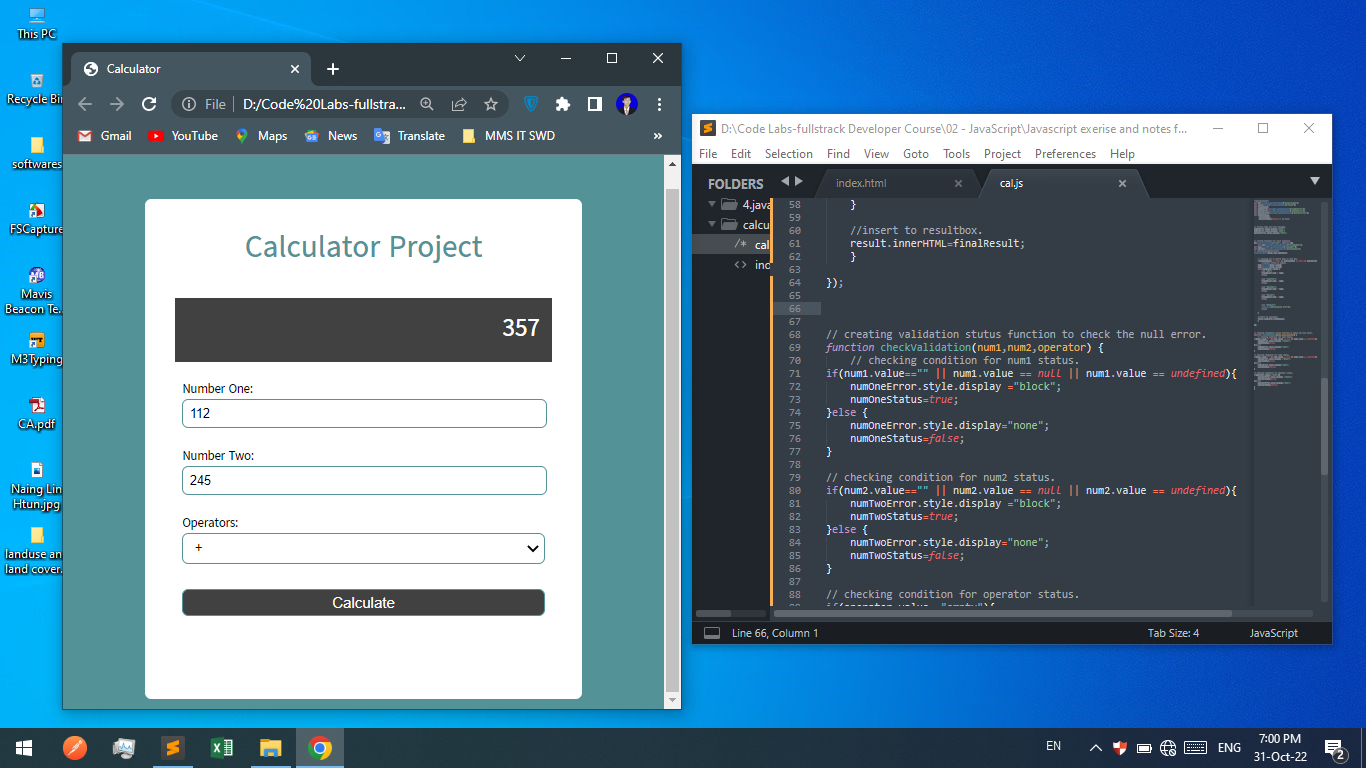 This PC
Recycle Bin
softwares
FSCapture
Mavis
Beacon Te...
M3Typing
CA.pdf
Naing Lin
Htun.jpg
landuse an
land cover.
Calculator
File
D:/Code%20Labs-fullstra...
Gmail
YouTube
Maps
News
Translate
MMS IT SWD
»
Calculator Project
357
Number One:
112
Number Two:
245
Operators:
+
Calculate
D:\Code Labs-fullstrack Developer Course\02 - JavaScript\Javascript exerise and notes f...
File Edit Selection Find View Goto Tools Project Preferences Help
FOLDERS
4.java
calcu
/* cal
<> ind
index.html
cal.js
58 }
59
60 //insert to resultbox.
61 result.innerHTML=finalResult;
62 }
63
64 });
65
66
67
68 // creating validation stutus function to check the null error.
69 function checkValidation(num1,num2,operator) {
70 // checking condition for num1 status.
71 if(num1.value=="" || num1.value == null || num1.value == undefined){
72 numOneError.style.display ="block";
73 numOneStatus=true;
74 }else {
75 numOneError.style.display="none";
76 numOneStatus=false;
77 }
78
79 // checking condition for num2 status.
80 if(num2.value=="" || num2.value == null || num2.value == undefined){
81 numTwoError.style.display ="block";
82 numTwoStatus=true;
83 }else {
84 numTwoError.style.display="none";
85 numTwoStatus=false;
86 }
87
88 // checking condition for operator status.
Line 66, Column 1
Tab Size: 4
JavaScript
EN
ENG
7:00 PM
31-Oct-22
2